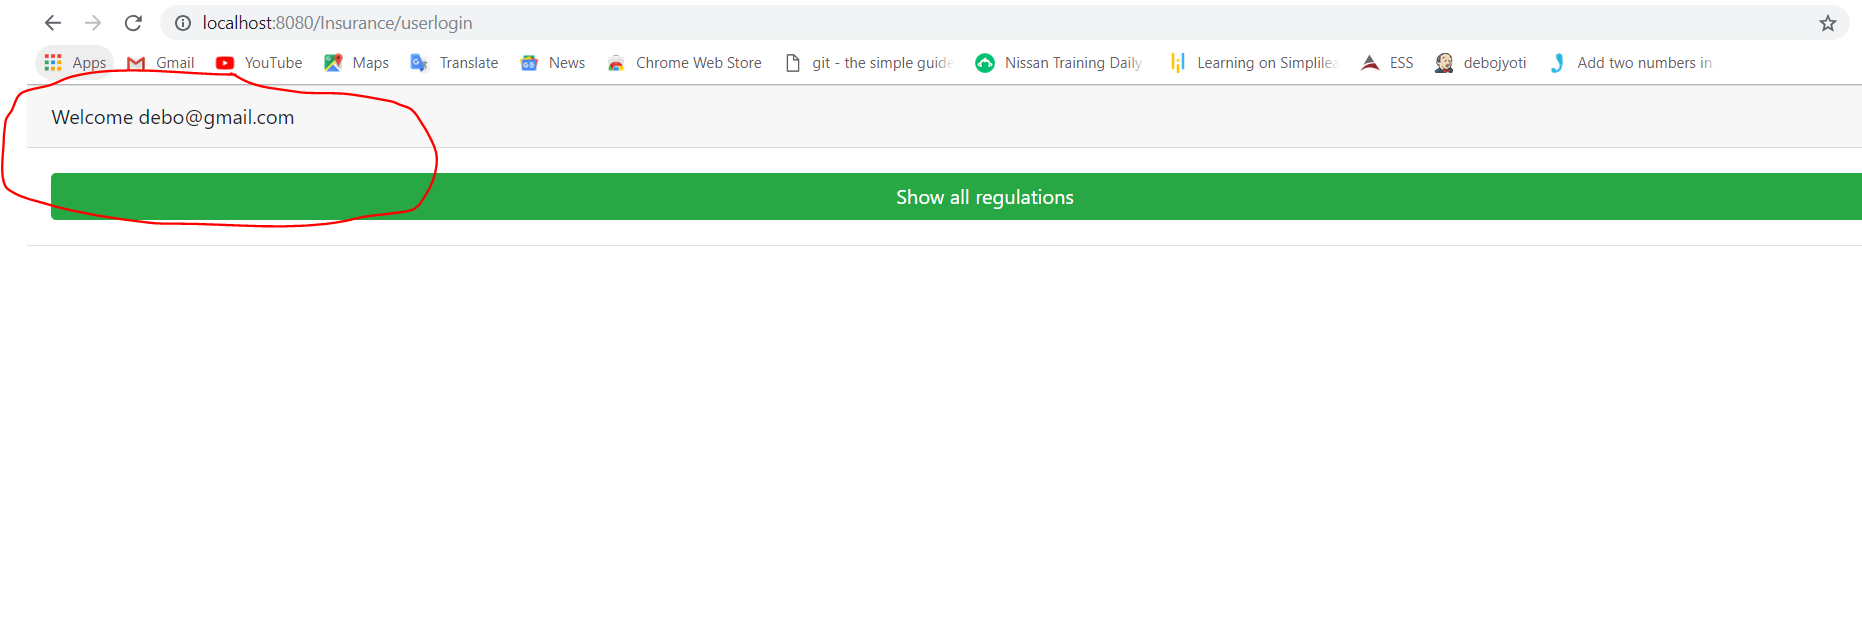 localhost:8080/Insurance/userlogin
Apps Gmail YouTube Maps Translate News Chrome Web Store git - the simple guide Nissan Training Daily Learning on Simplilea ESS debojyoti Add two numbers in
Welcome debo@gmail.com
Show all regulations